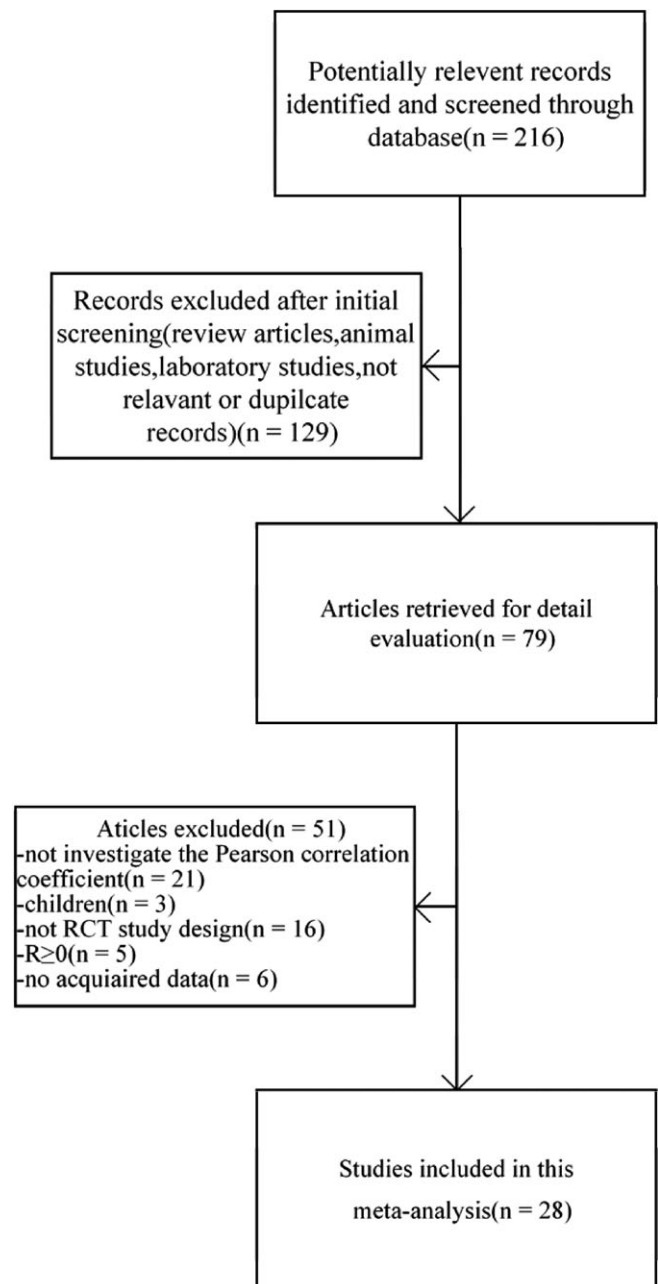 Potentially relevent records
identified and screened through
database(n = 216)
Records excluded after initial
screening(review articles,animal
studies,laboratory studies,not
relavant or dupilcate
records)(n = 129)
Articles retrieved for detail
evaluation(n = 79)
Aticles excluded(n = 51)
-not investigate the Pearson correlation
coefficient(n = 21)
-children(n = 3)
-not RCT study design(n = 16)
-R≥0(n = 5)
-no acquiaired data(n = 6)
Studies included in this
meta-analysis(n = 28)